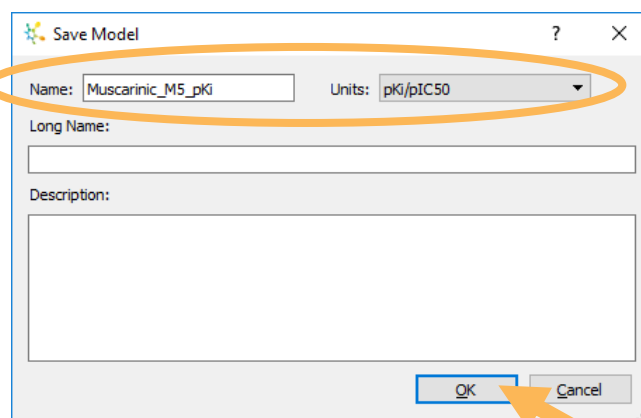 Save Model ?
Name: Muscarinic_M5_pKi Units: pKi/pIC50
Long Name:
Description:
OK Cancel